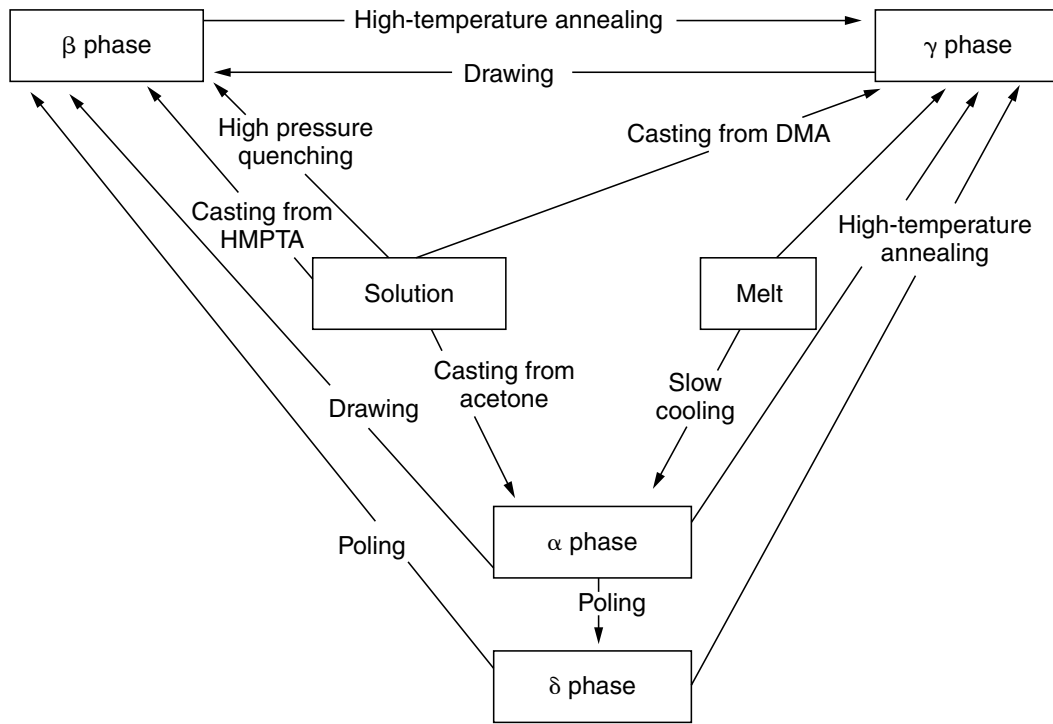 High-temperature annealing
β phase
γ phase
Drawing
High pressure
quenching
Casting from DMA
Casting from
HMPTA
High-temperature
annealing
Solution
Melt
Casting from
acetone
Slow
cooling
Drawing
Poling
α phase
Poling
δ phase